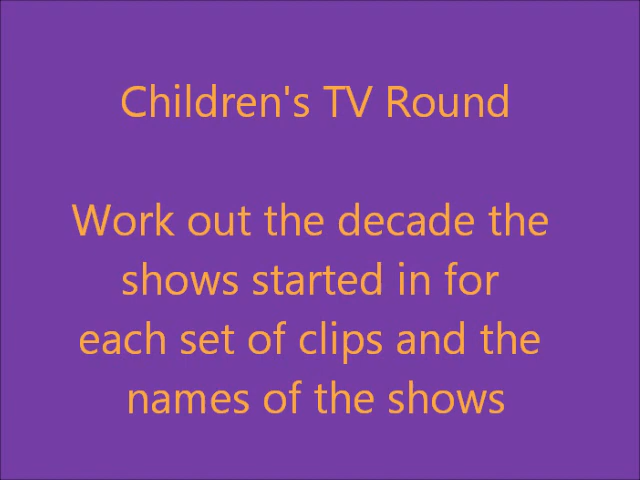 Children's TV Round
Work out the decade the
shows started in for
each set of clips and the
names of the shows